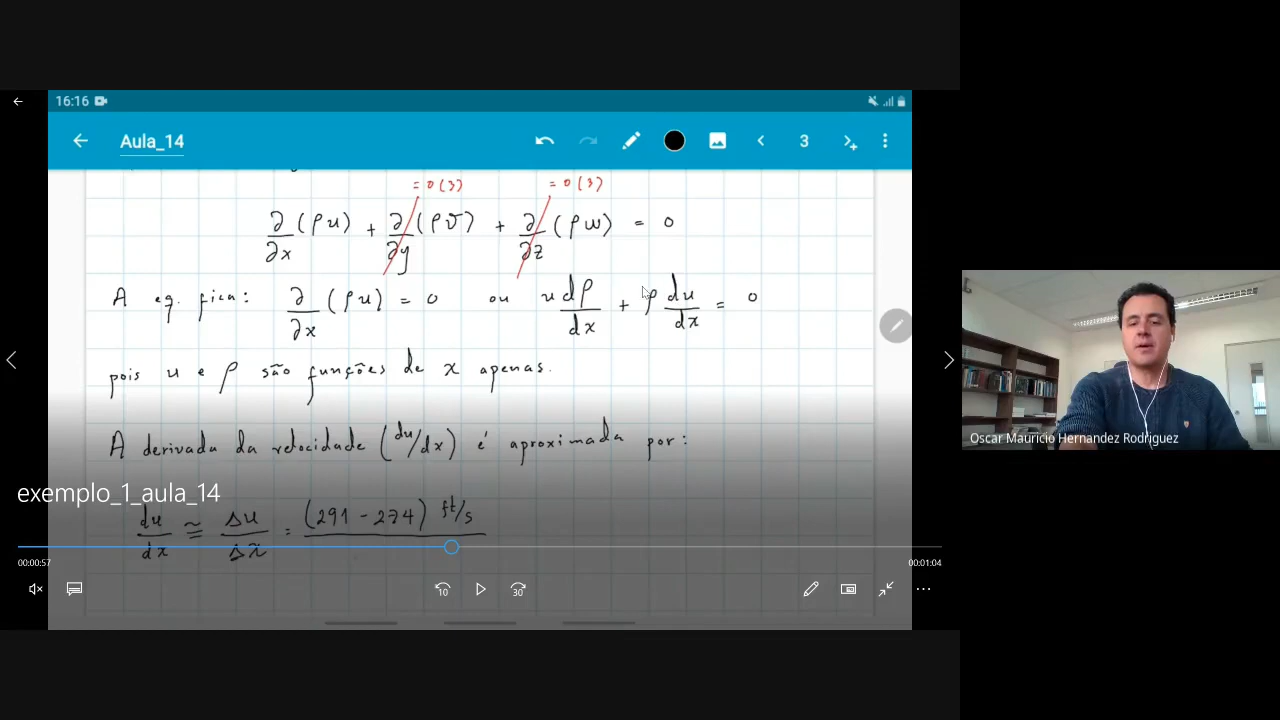 16:16
Aula_14
3
= 0 (3) = 0 (3)
∂/∂x (ρu) + ∂/∂y (ρv) + ∂/∂z (ρw) = 0
A eq. fica: ∂/∂x (ρu) = 0 ou u dρ/dx + ρ du/dx = 0
pois u e ρ são funções de x apenas.
A derivada da velocidade (du/dx) é aproximada por:
exemplo_1_aula_14
du/dx ≅ Δu/Δx = (291 - 274) ft/s
00:00:57
00:01:04
10
30
Oscar Mauricio Hernandez Rodriguez